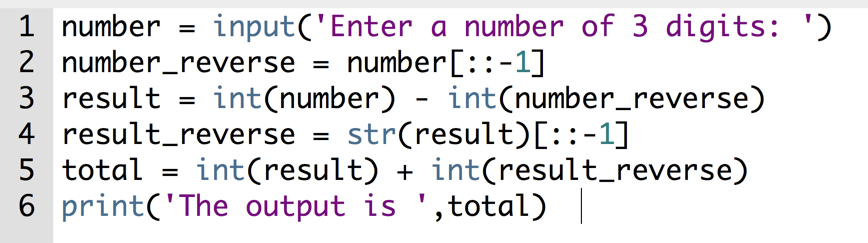 1 number = input('Enter a number of 3 digits: ')
2 number_reverse = number[::-1]
3 result = int(number) - int(number_reverse)
4 result_reverse = str(result)[::-1]
5 total = int(result) + int(result_reverse)
6 print('The output is ',total)